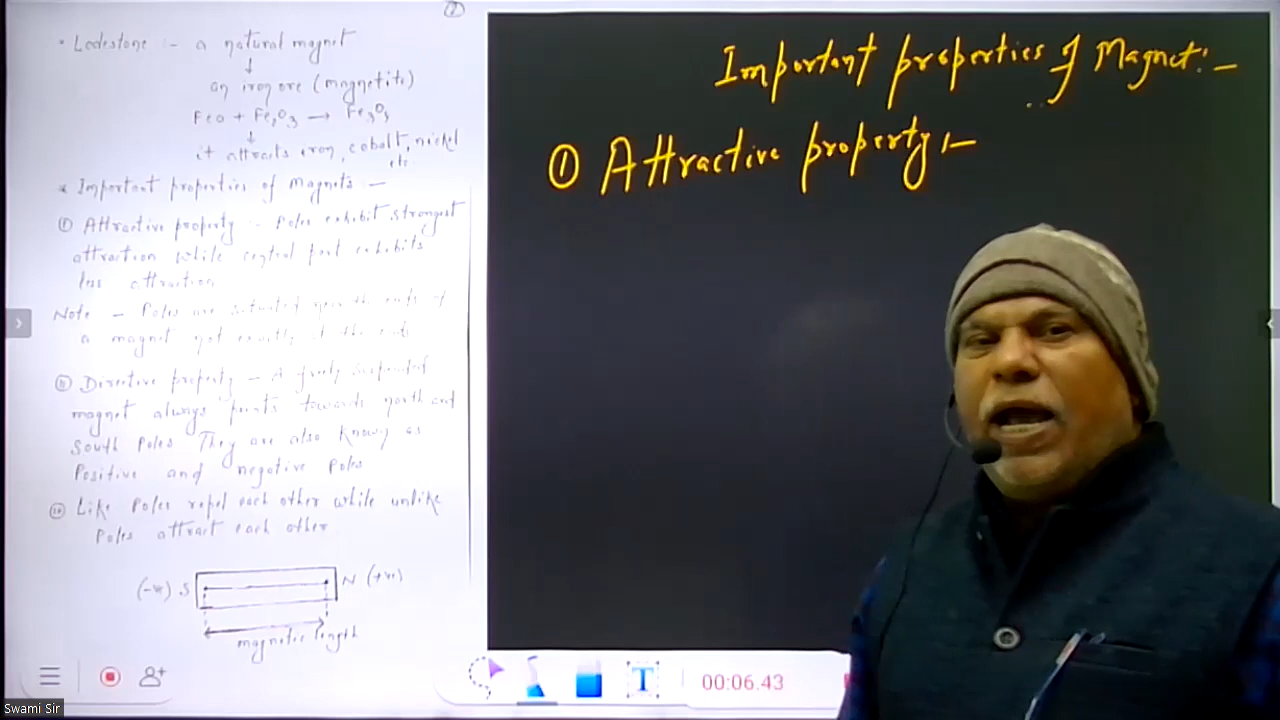 2
• Lodestone :- a natural magnet
↓
an iron ore (magnetite)
FeO + Fe₂O₃ → Fe₃O₄
↓
it attracts iron, cobalt, nickel
etc.
* Important properties of Magnets :-
① Attractive property :- Poles exhibit strongest
attraction while central part exhibits
less attraction
Note - Poles are situated near the ends of
a magnet not exactly at the ends
② Directive property - A freely suspended
magnet always points towards north and
South Poles They are also known as
Positive and negative Poles
Like Poles repel each other while unlike
Poles attract each other
(-ve) S N (+ve)
magnetic length
Important properties of Magnet :-
① Attractive property :-
T 00:06.43
Swami Sir